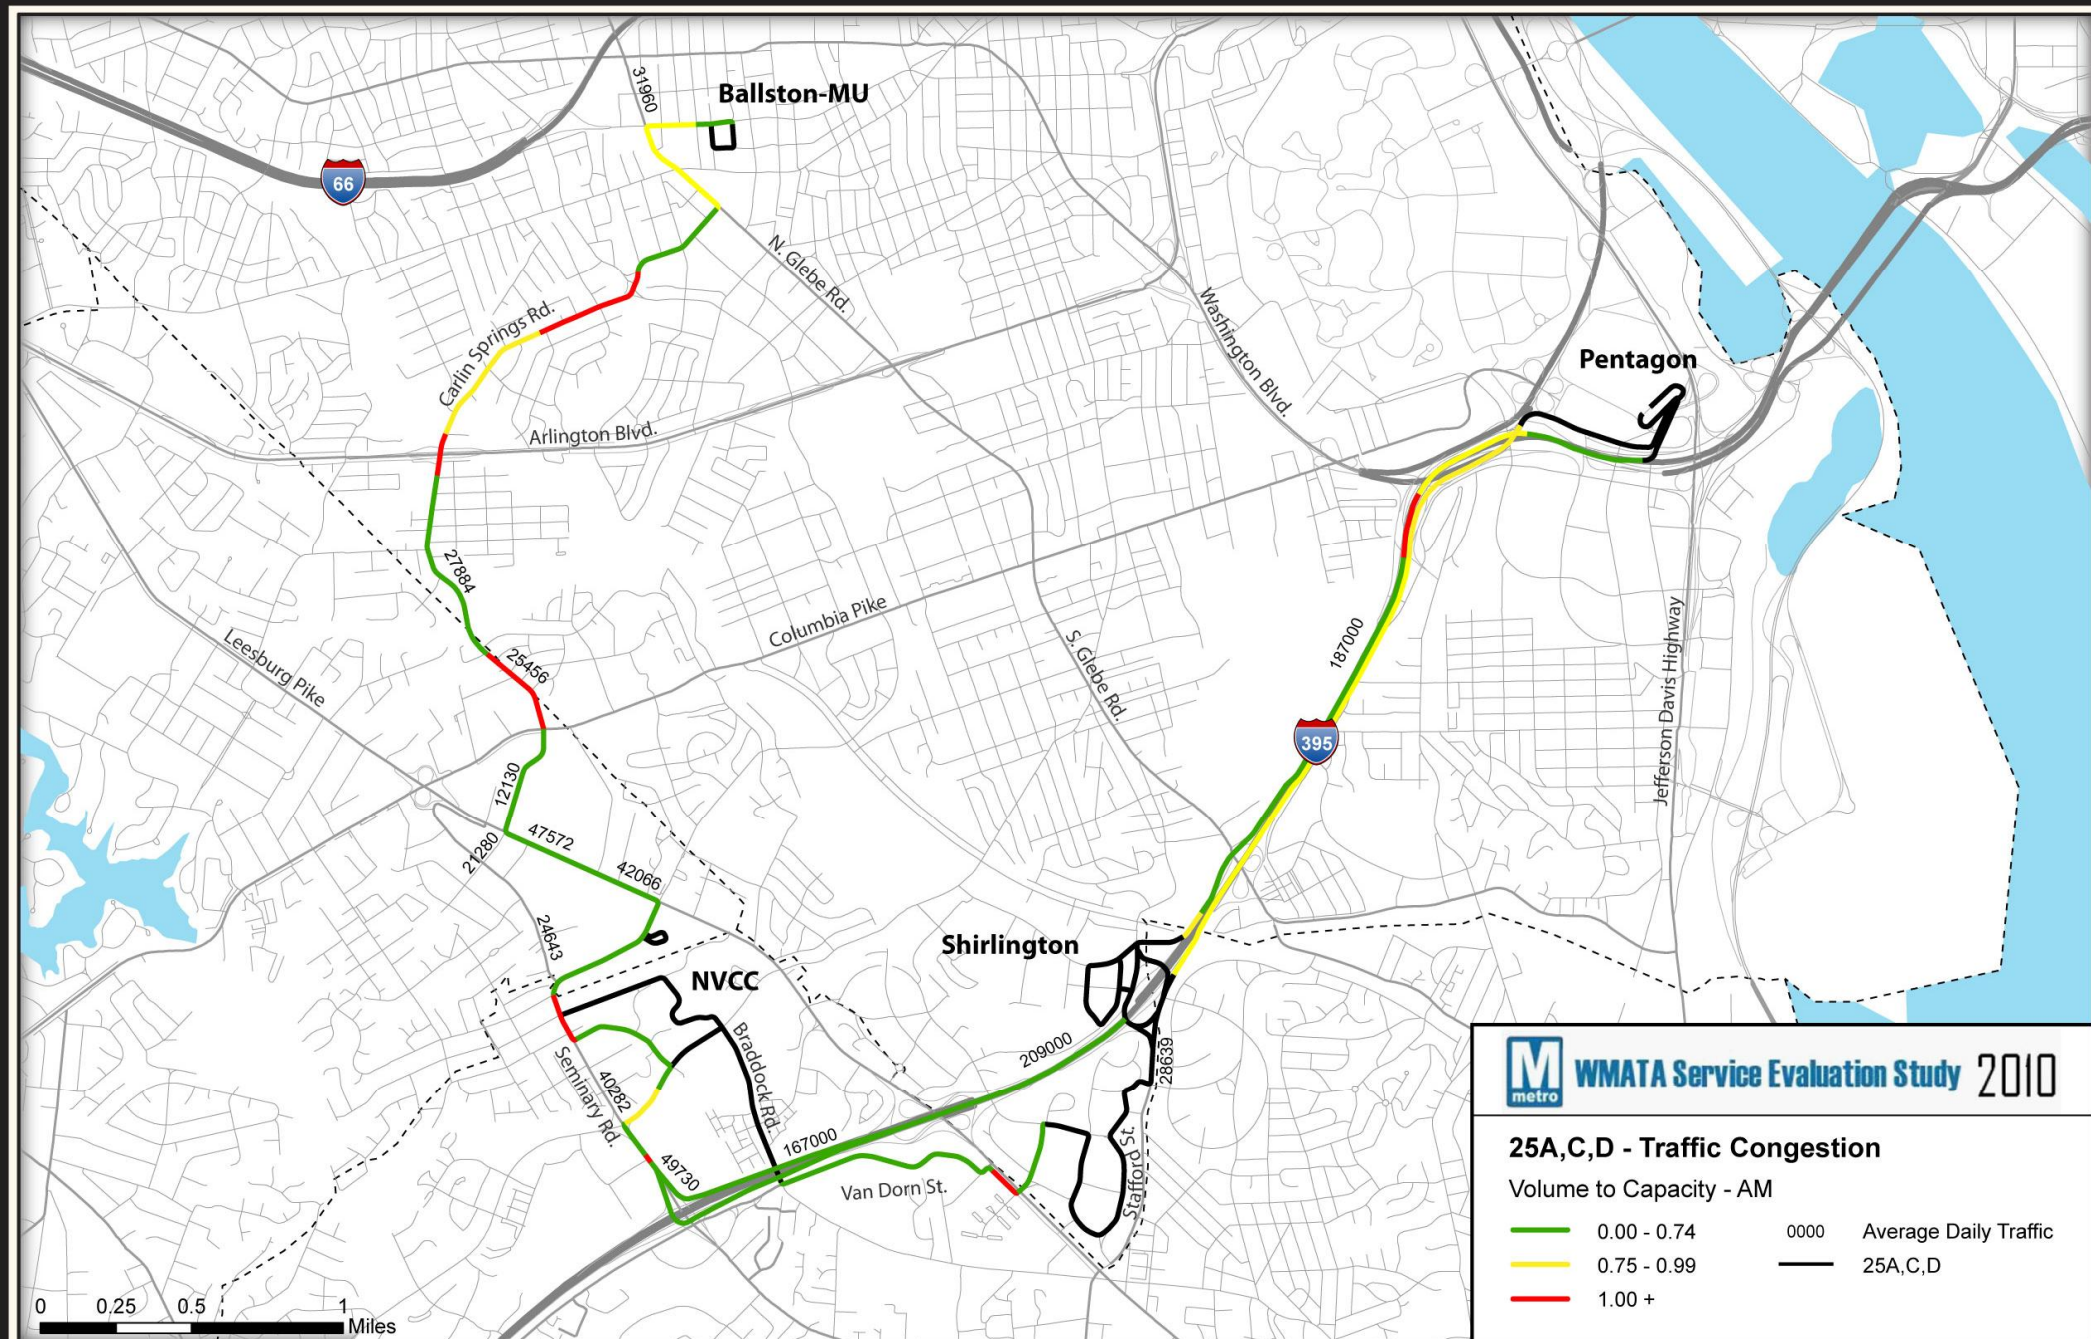 31960
Ballston-MU
66
N. Glebe Rd.
Carlin Springs Rd.
Washington Blvd.
Pentagon
Arlington Blvd.
27884
Columbia Pike
25456
Leesburg Pike
S. Glebe Rd.
187000
Jefferson Davis Highway
395
12130
47572
21280
42066
24643
Shirlington
NVCC
Braddock Rd.
209000
28639
Seminary Rd.
40282
167000
49730
Van Dorn St.
Stafford St.
M
metro
WMATA Service Evaluation Study 2010
25A,C,D - Traffic Congestion
Volume to Capacity - AM
0.00 - 0.74
0000 Average Daily Traffic
0.75 - 0.99
25A,C,D
1.00 +
0 0.25 0.5 1
Miles